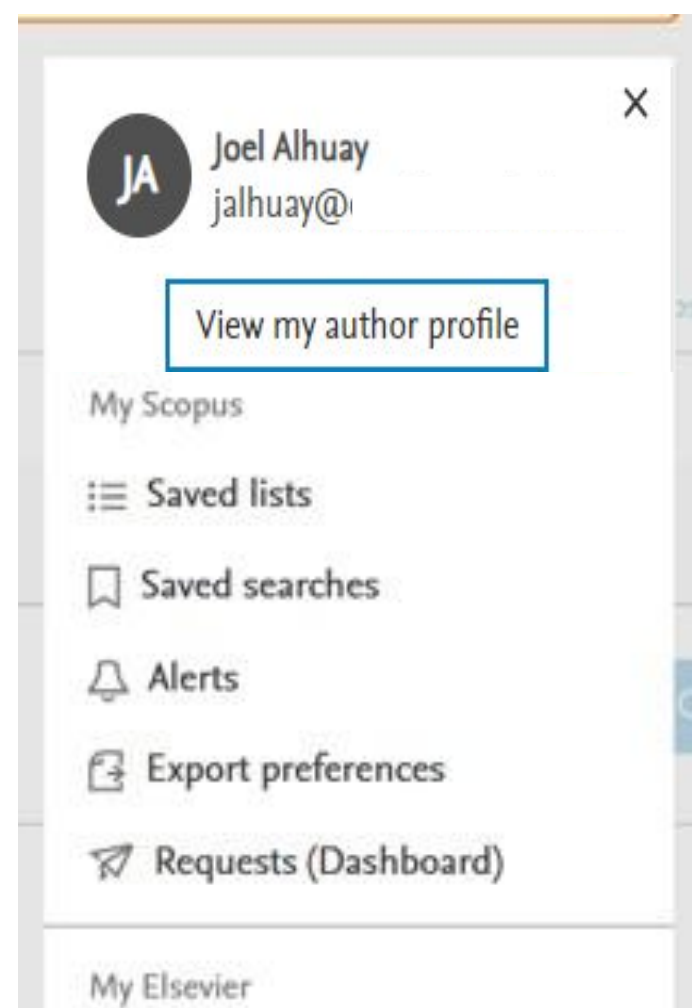 X
JA
Joel Alhuay
jalhuay@
View my author profile
My Scopus
Saved lists
Saved searches
Alerts
Export preferences
Requests (Dashboard)
My Elsevier